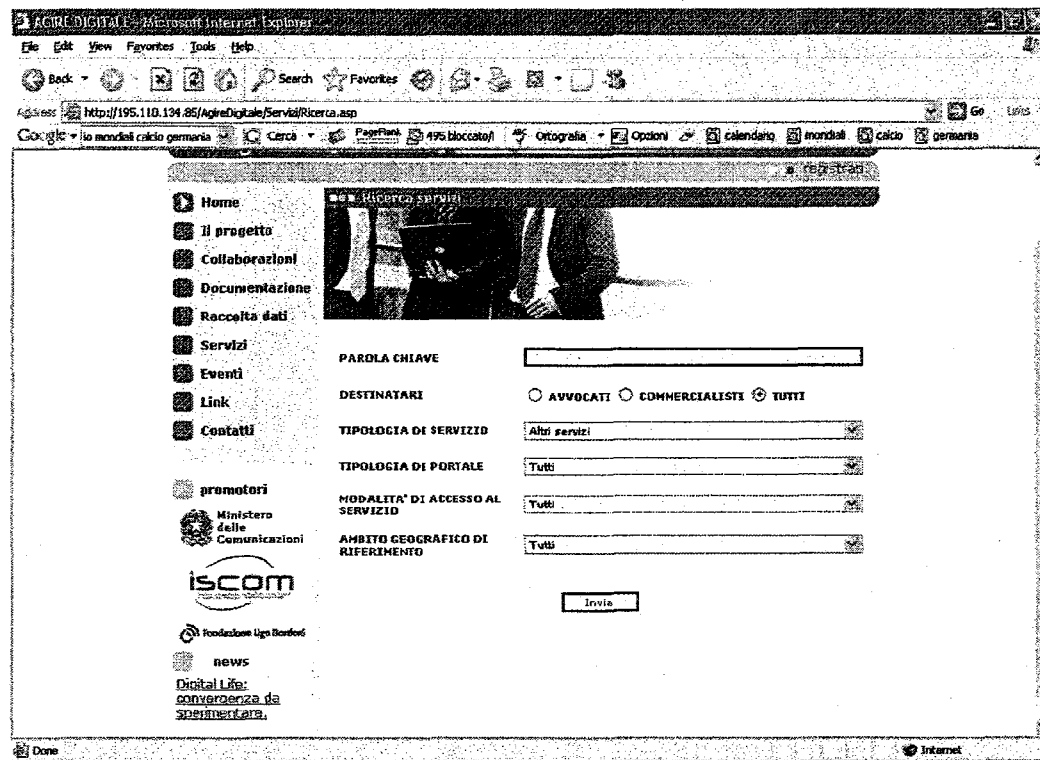 AGIRE DIGITALE - Microsoft Internet Explorer
File Edit View Favorites Tools Help
Back Search Favorites
Address http://195.110.134.85/AgireDigitale/Servizi/Ricerca.asp Go Links
Google io mondiali calcio germania Cerca PageRank 495 bloccato/i Ortografia Opzioni calendario mondiali calcio germania
registrati
Ricerca servizi
Home
Il progetto
Collaborazioni
Documentazione
Raccolta dati
Servizi
Eventi
Link
Contatti
promotori
Ministero
delle
Comunicazioni
iscom
Fondazione Ugo Bordoni
news
Digital Life:
convergenza da
sperimentare.
PAROLA CHIAVE
DESTINATARI AVVOCATI COMMERCIALISTI TUTTI
TIPOLOGIA DI SERVIZIO Altri servizi
TIPOLOGIA DI PORTALE Tutti
MODALITA' DI ACCESSO AL
SERVIZIO Tutti
AMBITO GEOGRAFICO DI
RIFERIMENTO Tutti
Invia
Done Internet